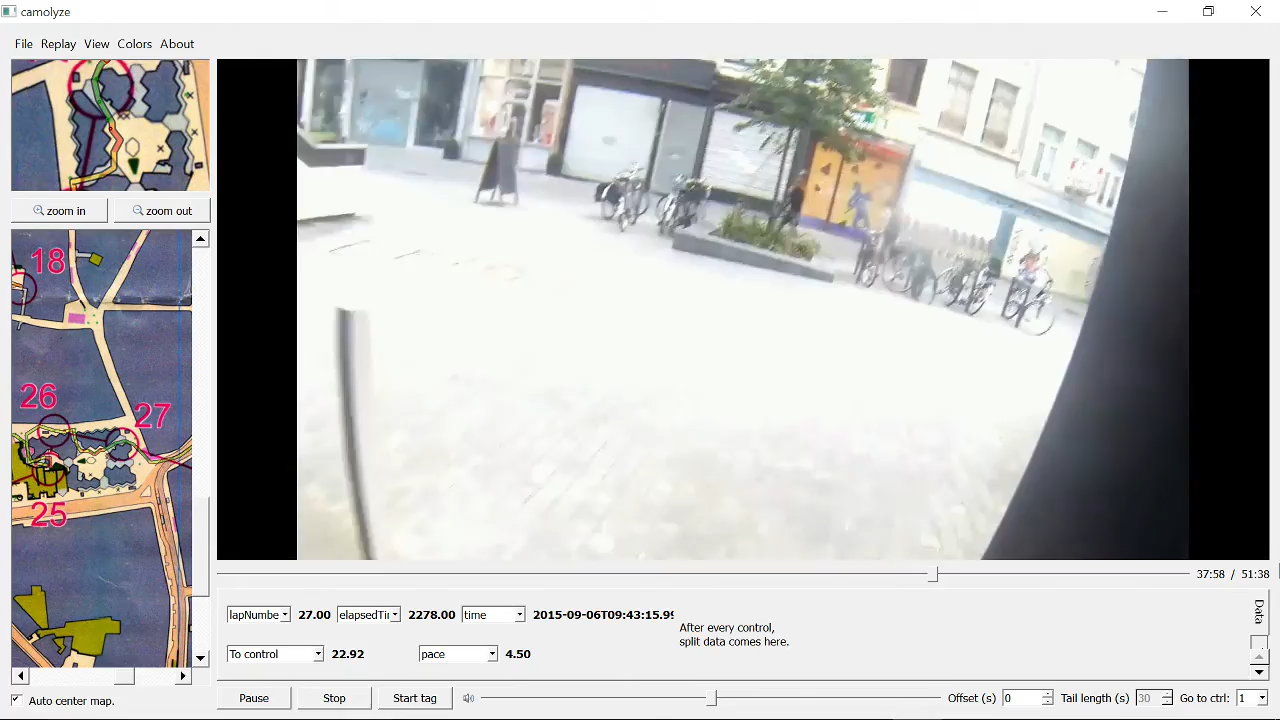 camolyze
File Replay View Colors About
zoom in zoom out
18
26
27
25
37:58 / 51:38
lapNumbe 27.00 elapsedTi 2278.00 time 2015-09-06T09:43:15.99
After every control,
split data comes here.
To control 22.92 pace 4.50
Data
Auto center map.
Pause Stop Start tag Offset (s) 0 Tail length (s) 30 Go to ctrl: 1